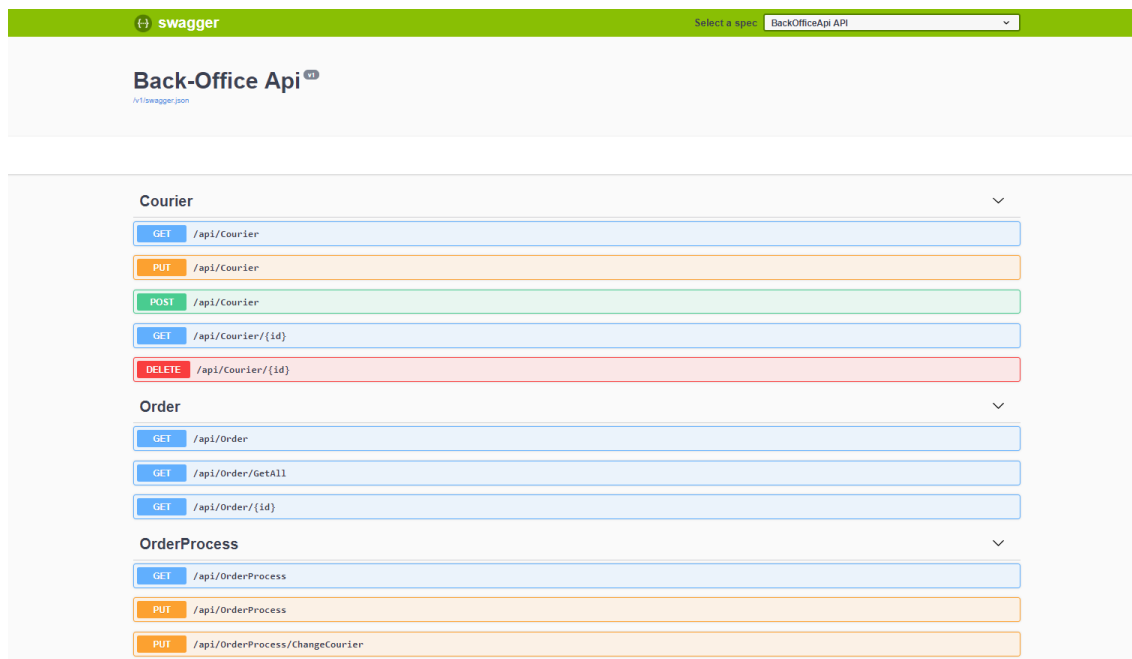 swagger Select a spec BackOfficeApi API
Back-Office Api v1
/v1/swagger.json
Courier
GET /api/Courier
PUT /api/Courier
POST /api/Courier
GET /api/Courier/{id}
DELETE /api/Courier/{id}
Order
GET /api/Order
GET /api/Order/GetAll
GET /api/Order/{id}
OrderProcess
GET /api/OrderProcess
PUT /api/OrderProcess
PUT /api/OrderProcess/ChangeCourier